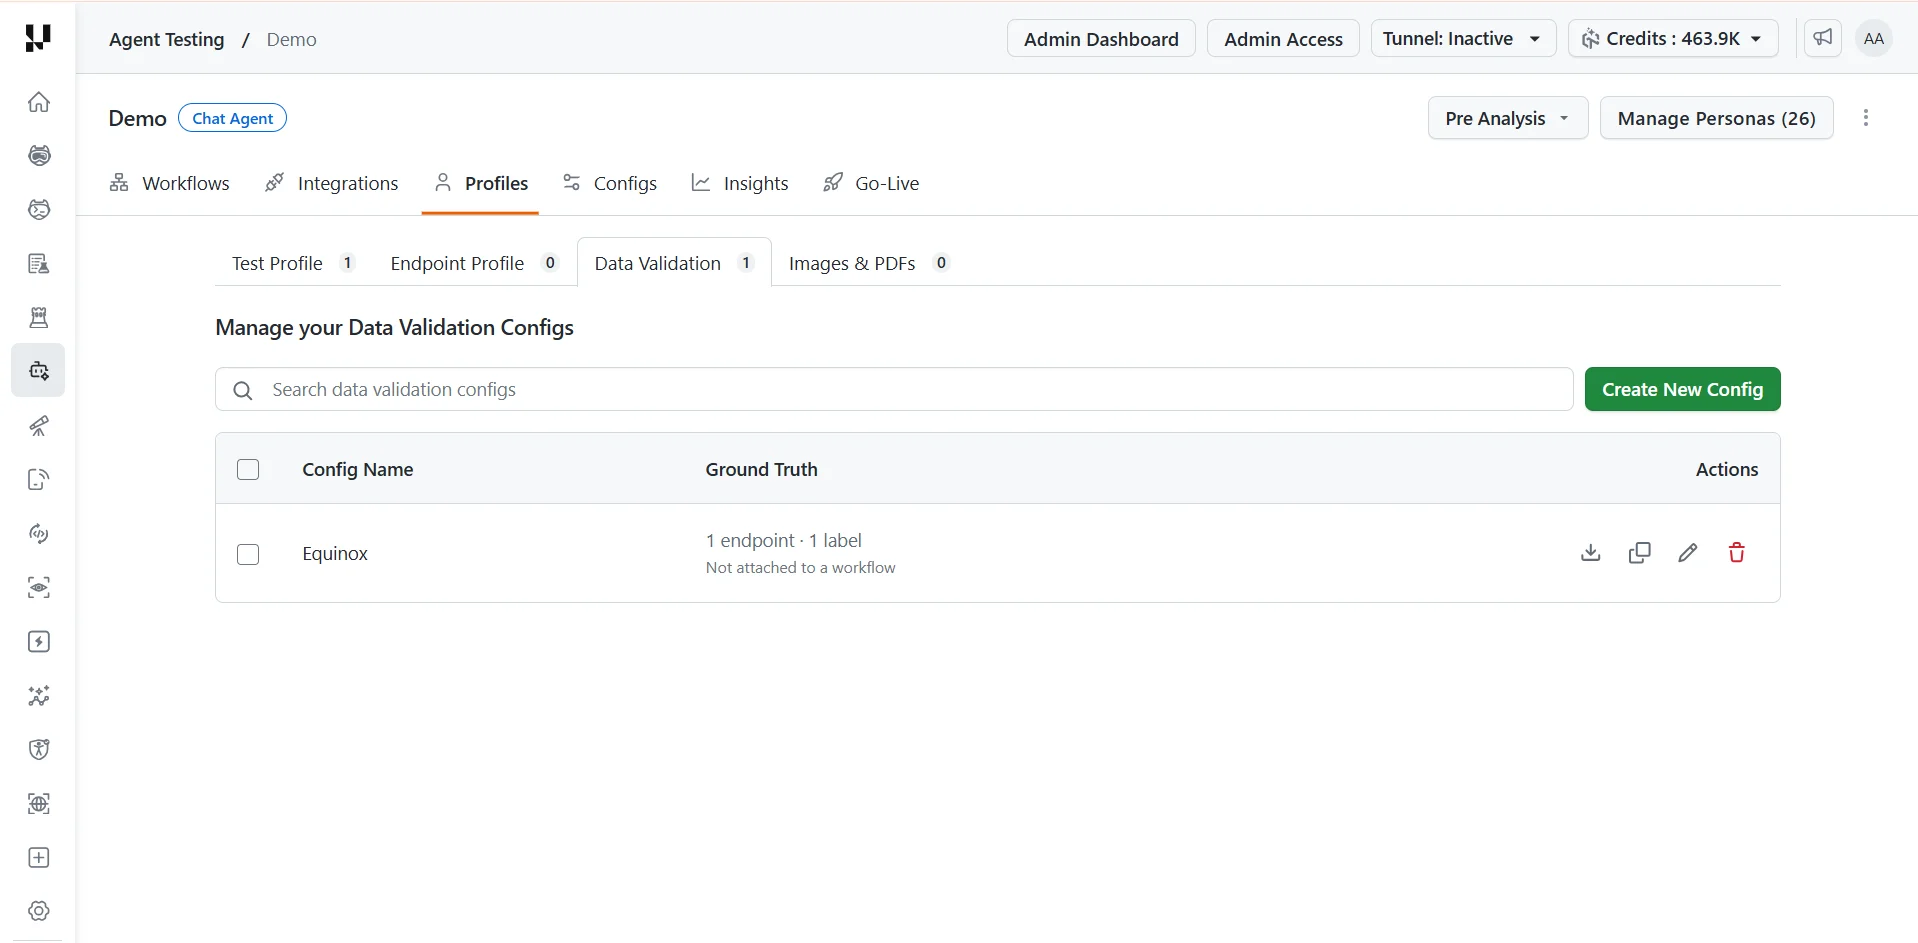 Agent Testing / Demo
Admin Dashboard
Admin Access
Tunnel: Inactive
Credits : 463.9K
AA
Demo
Chat Agent
Pre Analysis
Manage Personas (26)
Workflows
Integrations
Profiles
Configs
Insights
Go-Live
Test Profile 1
Endpoint Profile 0
Data Validation 1
Images & PDFs 0
Manage your Data Validation Configs
Search data validation configs
Create New Config
Config Name
Ground Truth
Actions
Equinox
1 endpoint · 1 label
Not attached to a workflow